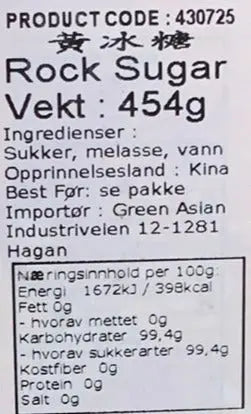 PRODUCT CODE : 430725
黃冰糖
Rock Sugar
Vekt : 454g
Ingredienser :
Sukker, melasse, vann
Opprinnelsesland : Kina
Best Før: se pakke
Importør : Green Asian
Industriveien 12-1281
Hagan
Næringsinnhold per 100g:
Energi 1672kJ / 398kcal
Fett 0g
- hvorav mettet 0g
Karbohydrater 99,4g
- hvorav sukkerarter 99,4g
Kostfiber 0g
Protein 0g
Salt 0g